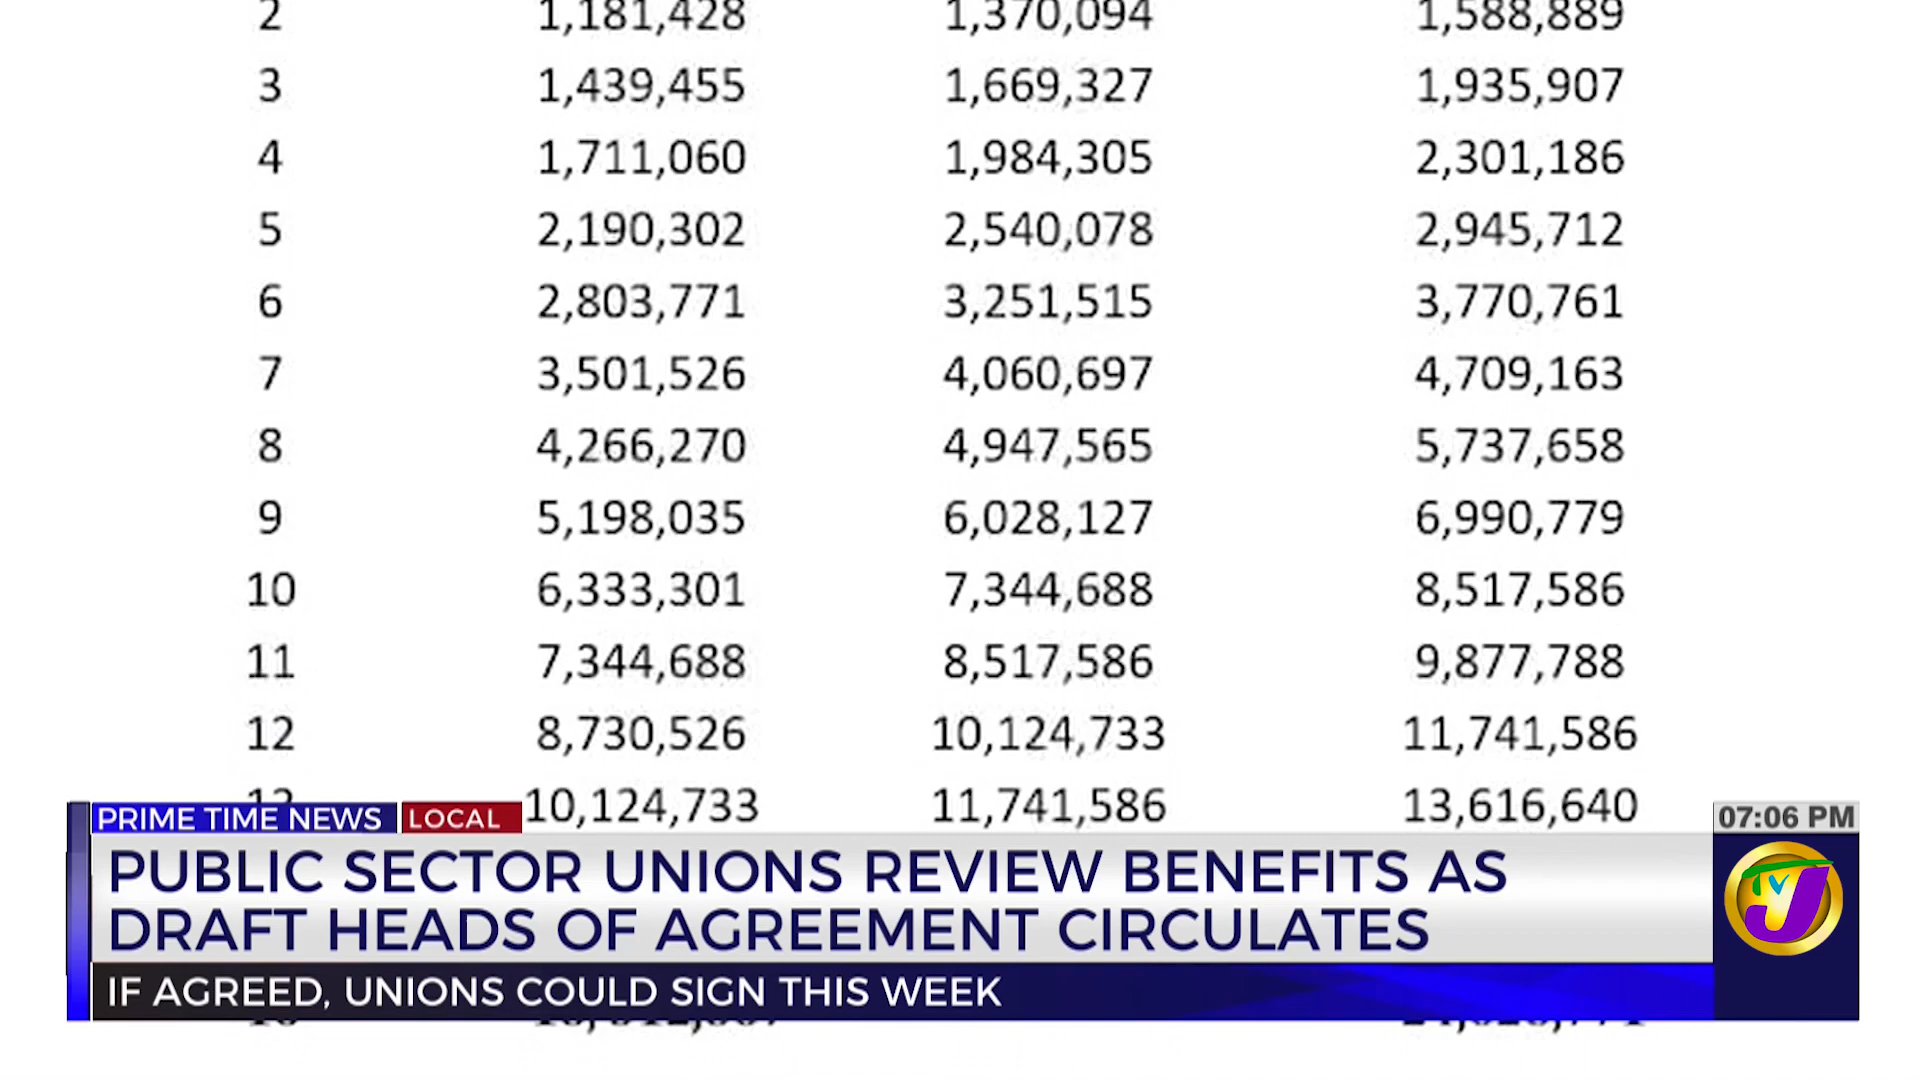 2 1,181,428 1,370,094 1,588,889
3 1,439,455 1,669,327 1,935,907
4 1,711,060 1,984,305 2,301,186
5 2,190,302 2,540,078 2,945,712
6 2,803,771 3,251,515 3,770,761
7 3,501,526 4,060,697 4,709,163
8 4,266,270 4,947,565 5,737,658
9 5,198,035 6,028,127 6,990,779
10 6,333,301 7,344,688 8,517,586
11 7,344,688 8,517,586 9,877,788
12 8,730,526 10,124,733 11,741,586
10,124,733 11,741,586 13,616,640
PRIME TIME NEWS LOCAL
07:06 PM
PUBLIC SECTOR UNIONS REVIEW BENEFITS AS
DRAFT HEADS OF AGREEMENT CIRCULATES
TVJ
IF AGREED, UNIONS COULD SIGN THIS WEEK